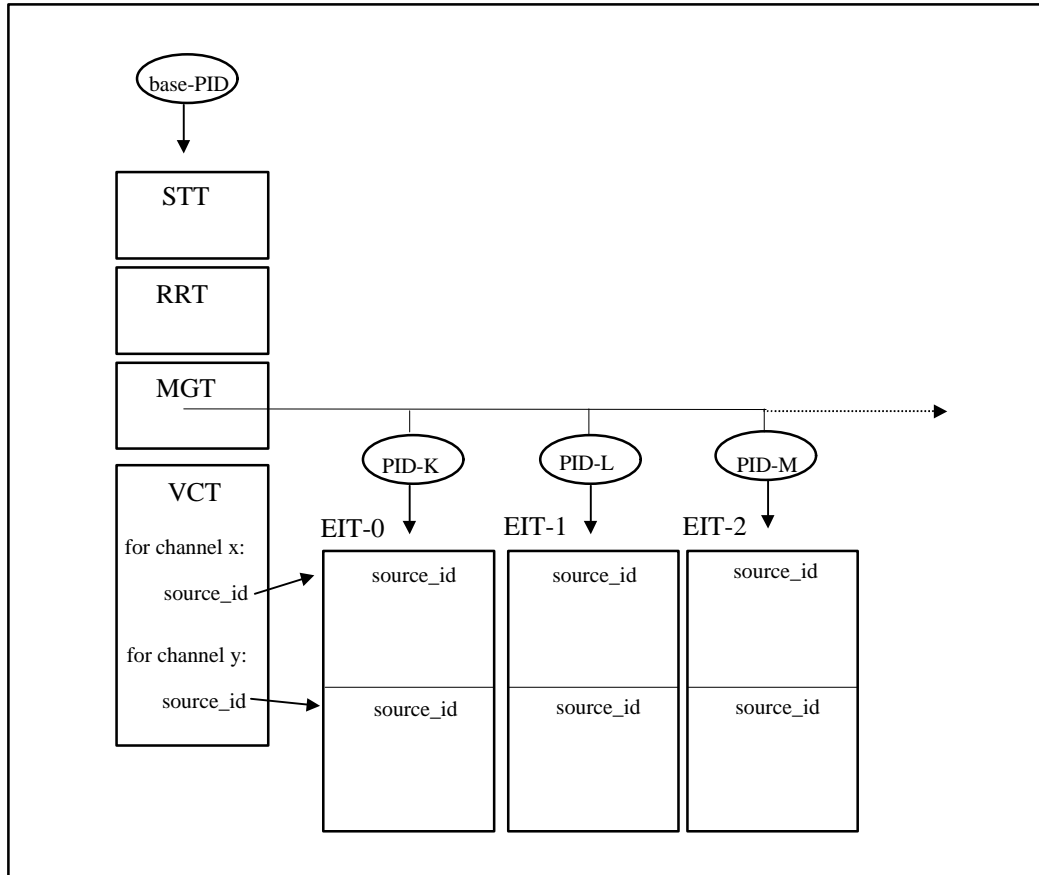 base-PID
STT
RRT
MGT
PID-K
PID-L
PID-M
VCT
EIT-0
EIT-1
EIT-2
for channel x:
source_id
source_id
source_id
source_id
for channel y:
source_id
source_id
source_id
source_id